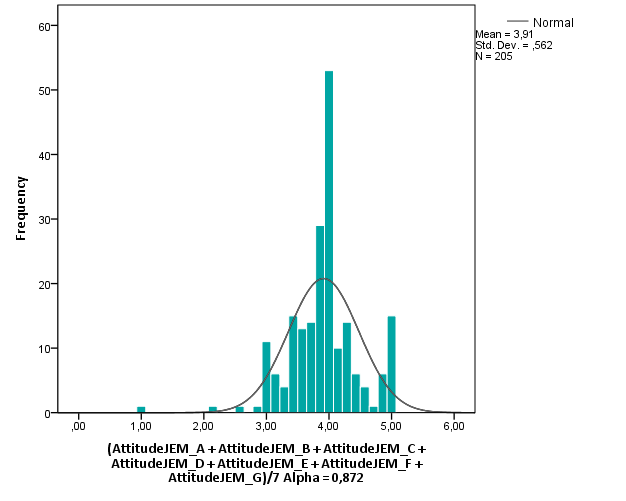 Normal
Mean = 3,91
Std. Dev. = ,562
N = 205
60
50
40
30
20
10
0
Frequency
,00 1,00 2,00 3,00 4,00 5,00 6,00
(AttitudeJEM_A + AttitudeJEM_B + AttitudeJEM_C +
AttitudeJEM_D + AttitudeJEM_E + AttitudeJEM_F +
AttitudeJEM_G)/7 Alpha = 0,872